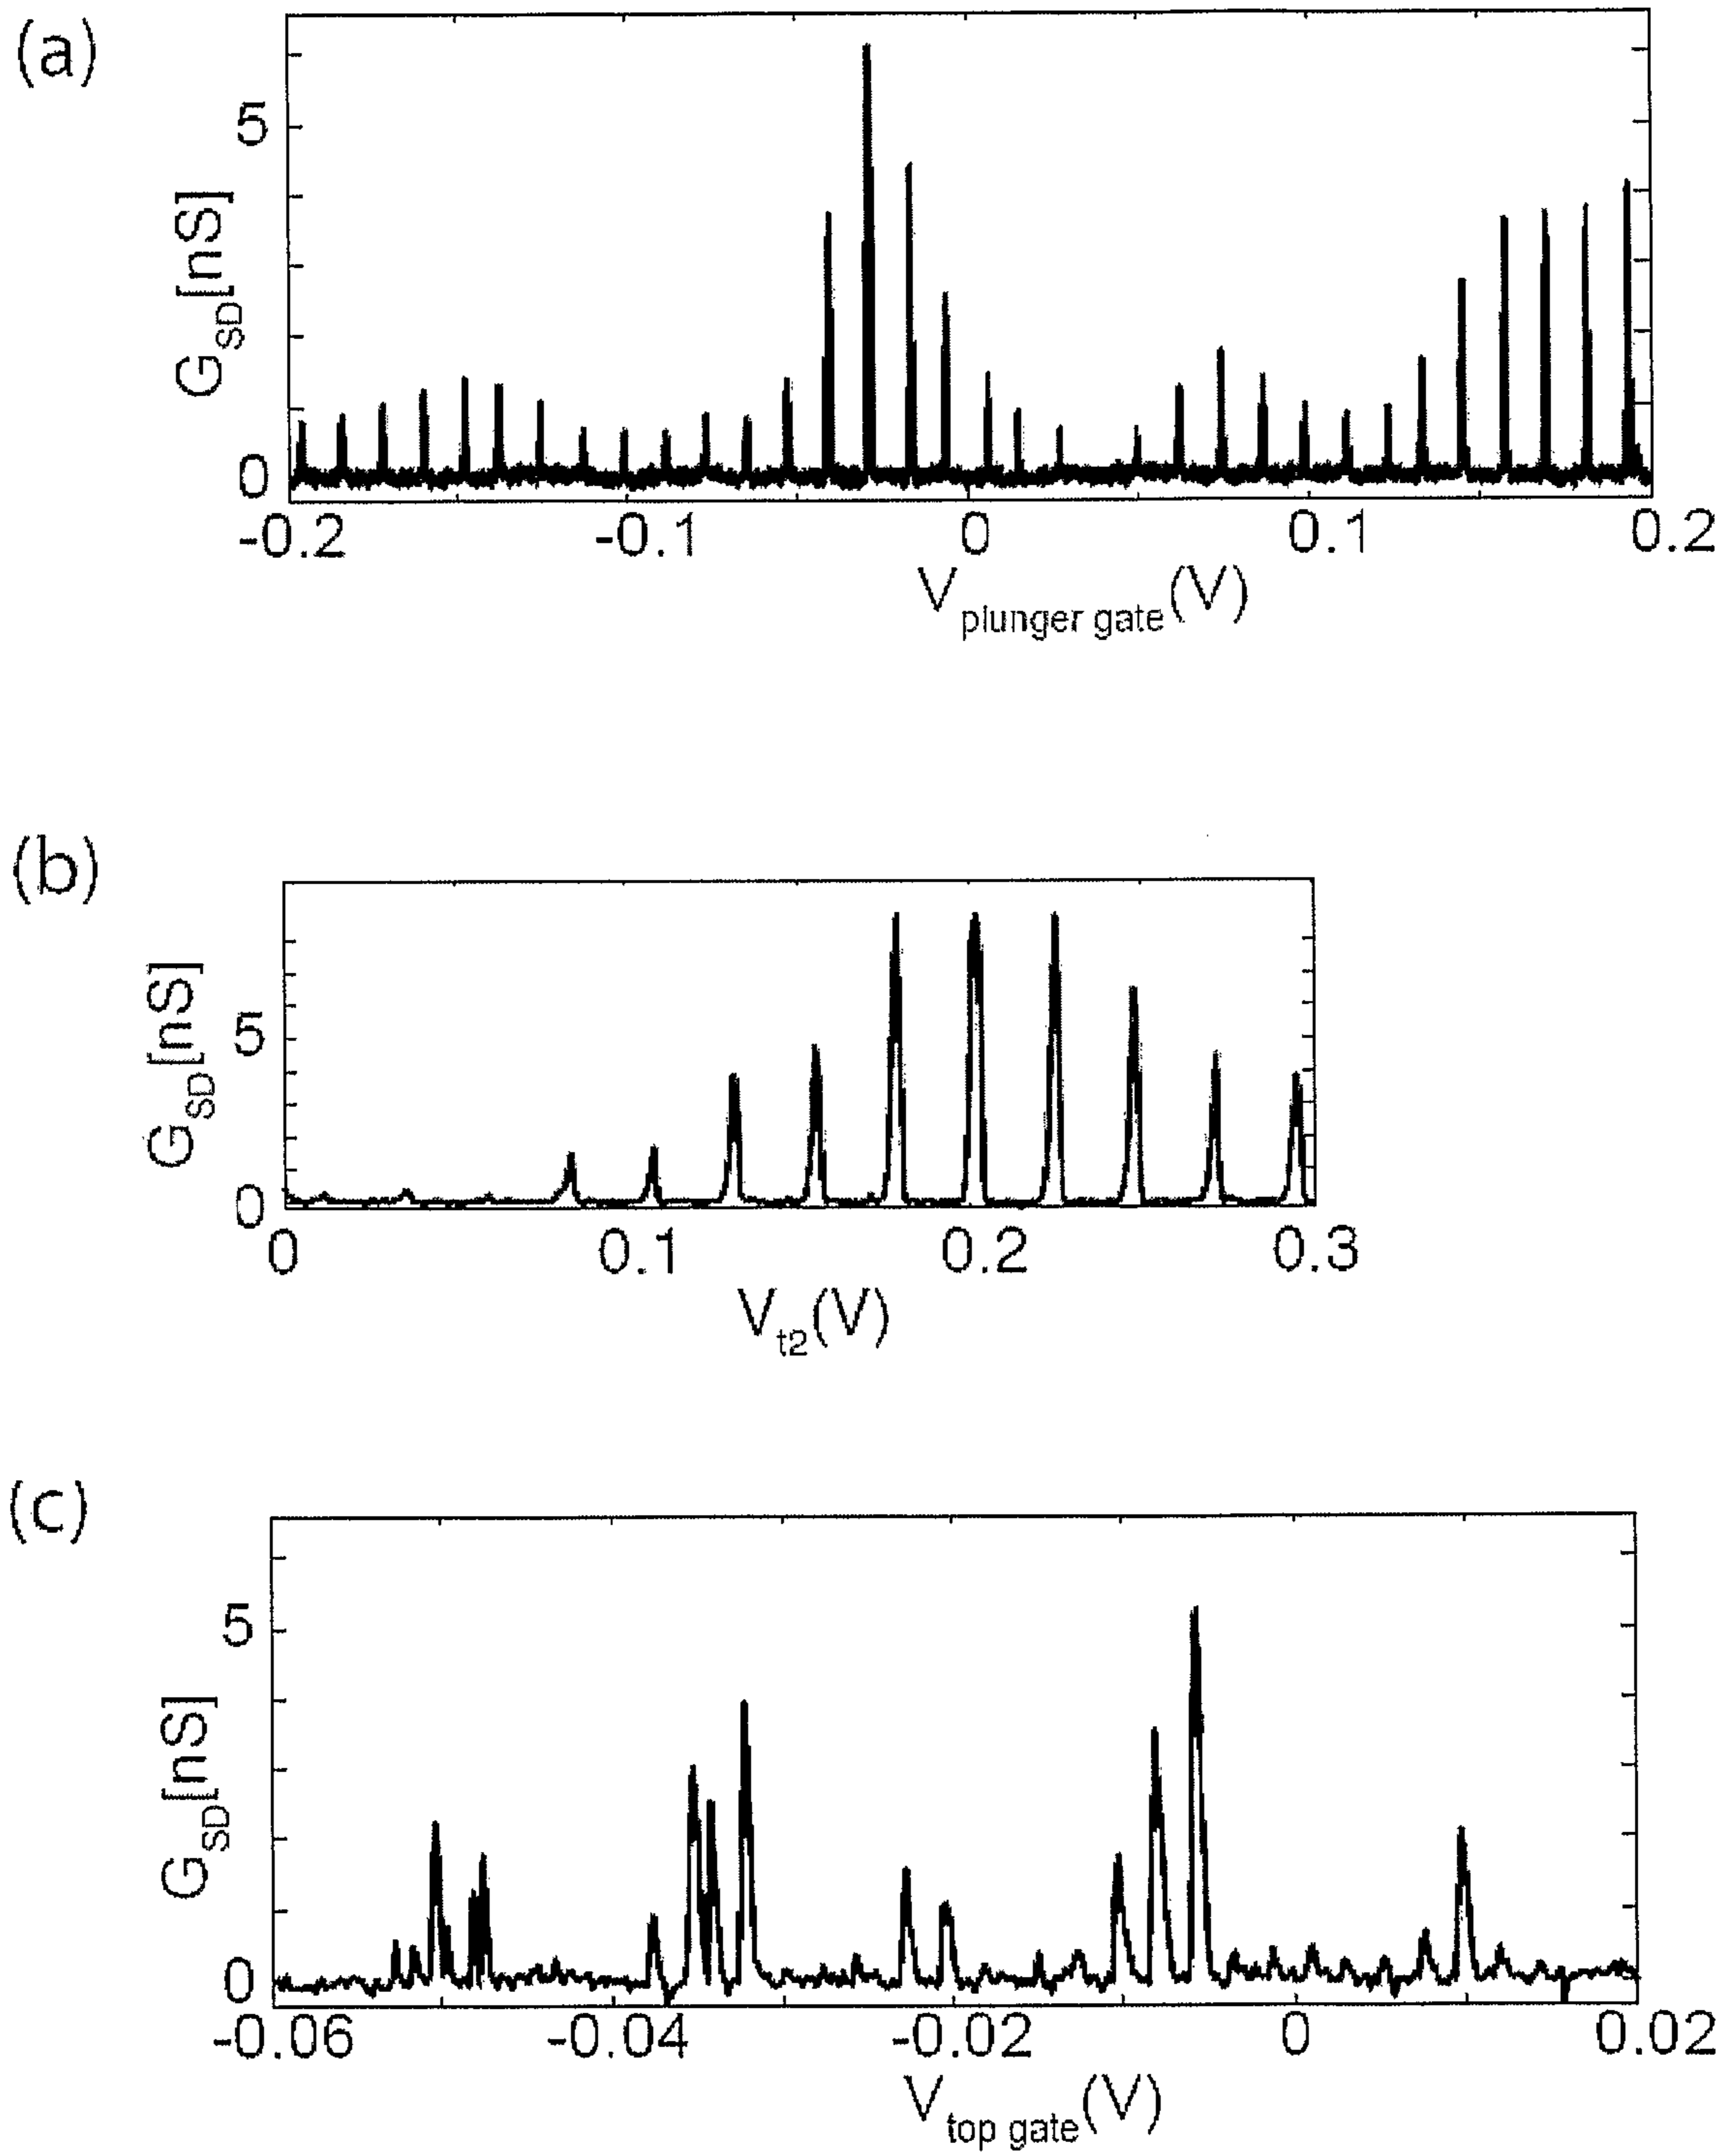 (a)
5
0
G_SD[nS]
-0.2 -0.1 0 0.1 0.2
V_plunger gate(V)
(b)
5
0
G_SD[nS]
0 0.1 0.2 0.3
V_t2(V)
(c)
5
0
G_SD[nS]
-0.06 -0.04 -0.02 0 0.02
V_top gate(V)